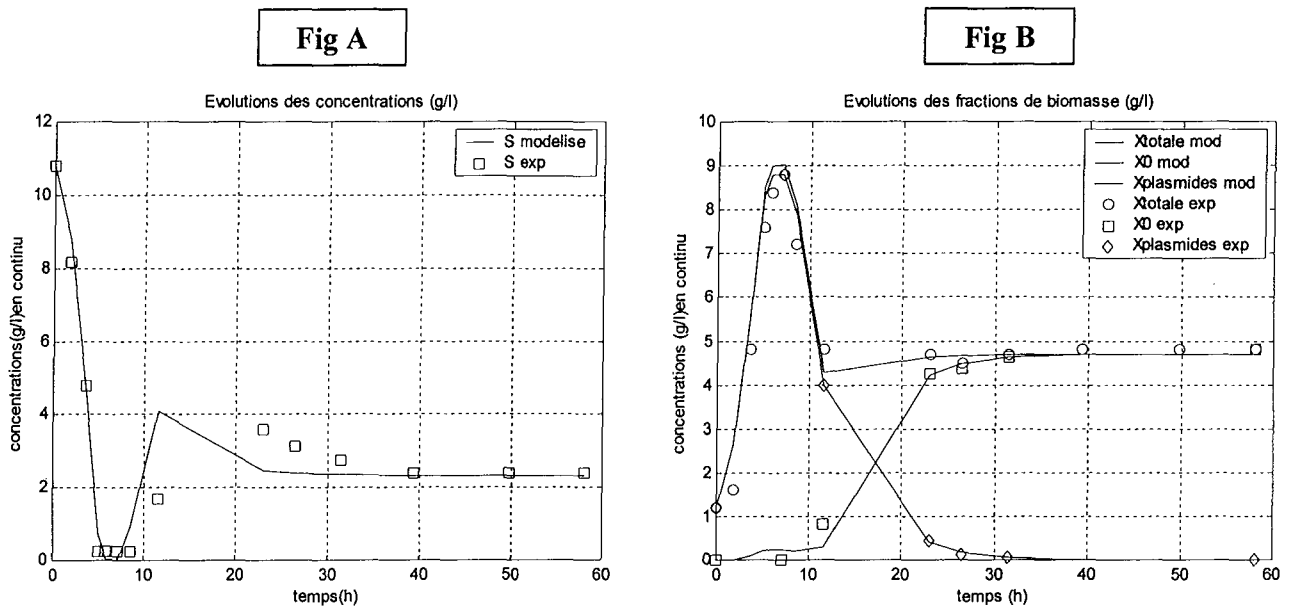 Fig A
Evolutions des concentrations (g/l)
concentrations(g/l)en continu
12
10
8
6
4
2
0
S modelise
S exp
0 10 20 30 40 50 60
temps(h)
Fig B
Evolutions des fractions de biomasse (g/l)
concentrations (g/l)en continu
10
9
8
7
6
5
4
3
2
1
0
Xtotale mod
X0 mod
Xplasmides mod
Xtotale exp
X0 exp
Xplasmides exp
0 10 20 30 40 50 60
temps (h)